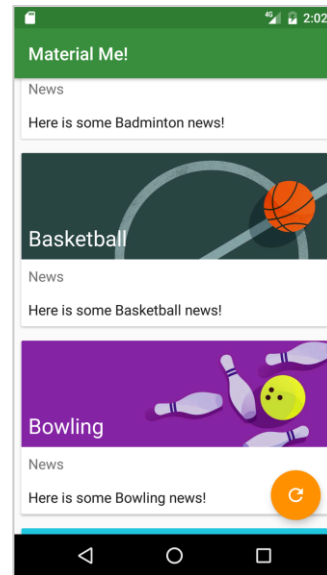 4G 2:02
Material Me!
News
Here is some Badminton news!
Basketball
News
Here is some Basketball news!
Bowling
News
Here is some Bowling news!